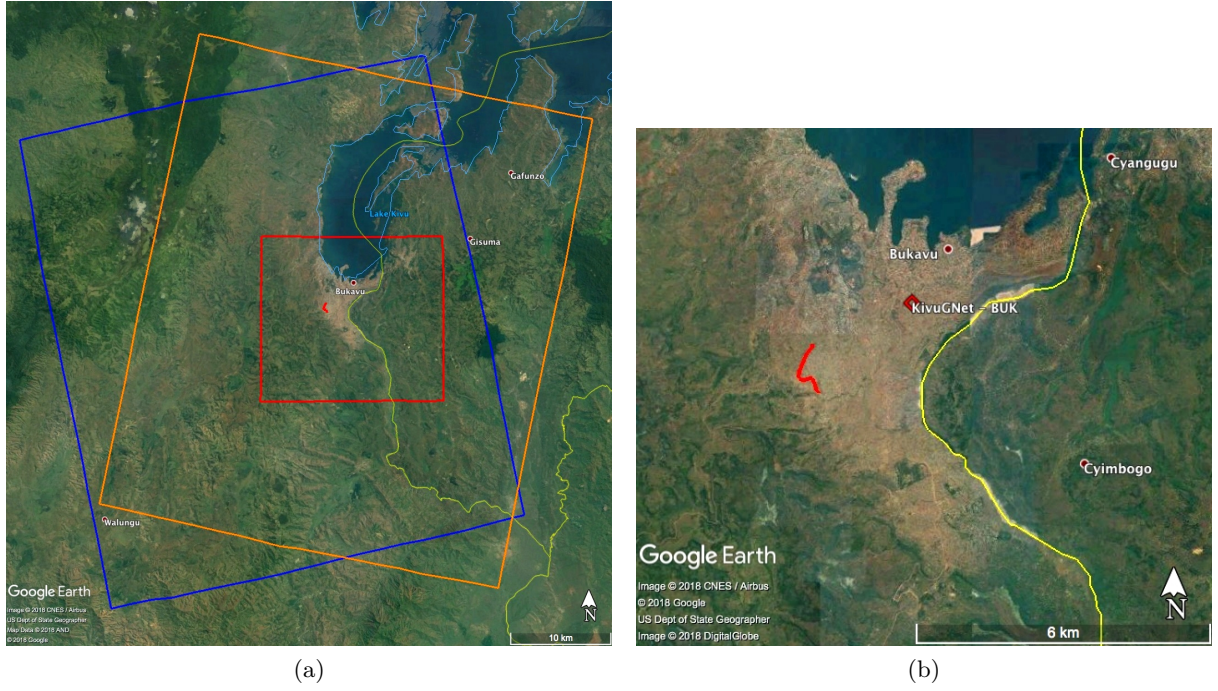 Gafunzo
Lake Kivu
Gisuma
Bukavu
Walungu
Google Earth
Image © 2018 CNES / Airbus
US Dept of State Geographer
Map Data © 2018 AND
© 2018 Google
N
10 km
(a)
Cyangugu
Bukavu
KivuGNet - BUK
Cyimbogo
Google Earth
Image © 2018 CNES / Airbus
© 2018 Google
US Dept of State Geographer
Image © 2018 DigitalGlobe
N
6 km
(b)